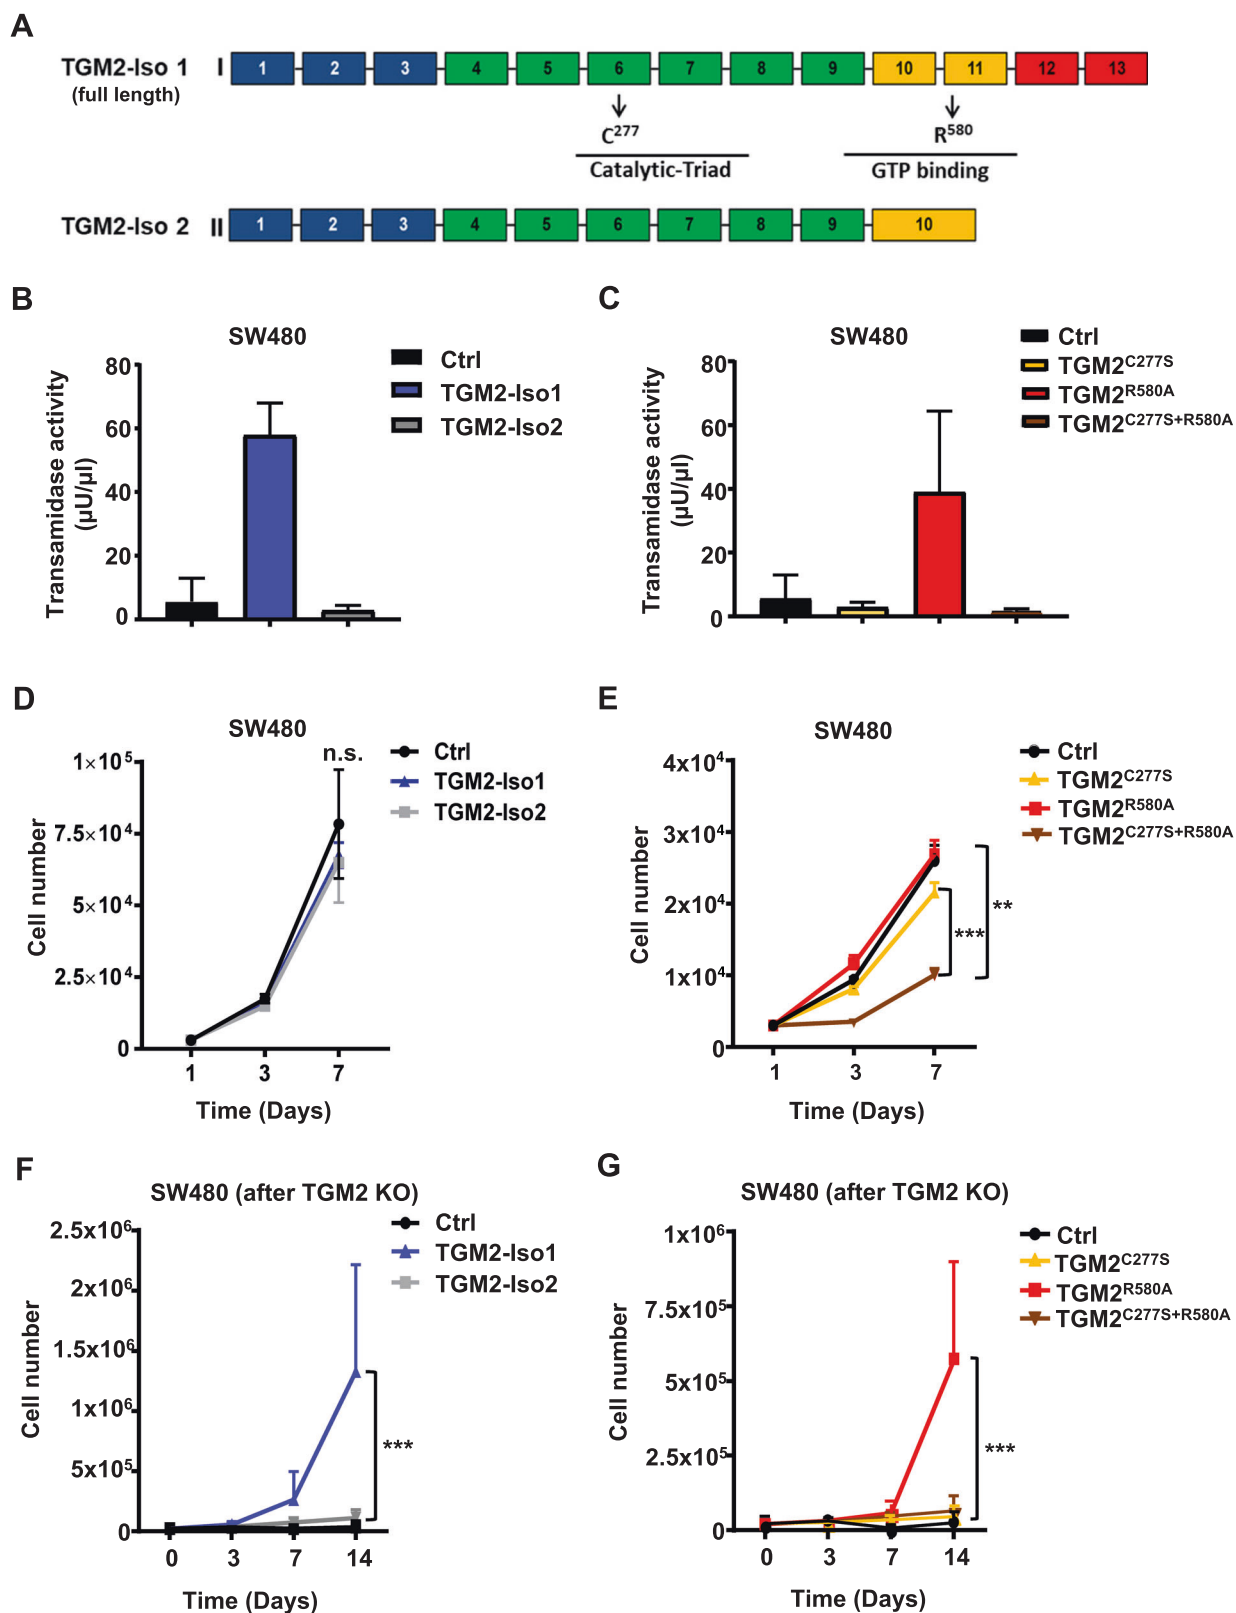 A
TGM2-Iso 1 I 1 2 3 4 5 6 7 8 9 10 11 12 13
(full length)
C277 R580
Catalytic-Triad GTP binding
TGM2-Iso 2 II 1 2 3 4 5 6 7 8 9 10
B
SW480
Ctrl
TGM2-Iso1
TGM2-Iso2
Transamidase activity
(µU/µl)
80
60
40
20
0
C
SW480
Ctrl
TGM2C277S
TGM2R580A
TGM2C277S+R580A
Transamidase activity
(µU/µl)
80
60
40
20
0
D
SW480
n.s.
Ctrl
TGM2-Iso1
TGM2-Iso2
Cell number
1×10⁵
7.5×10⁴
5×10⁴
2.5×10⁴
0
1 3 7
Time (Days)
E
SW480
Ctrl
TGM2C277S
TGM2R580A
TGM2C277S+R580A
Cell number
4×10⁴
3×10⁴
2×10⁴
1×10⁴
0
***
**
1 3 7
Time (Days)
F
SW480 (after TGM2 KO)
Ctrl
TGM2-Iso1
TGM2-Iso2
Cell number
2.5x10⁶
2x10⁶
1.5x10⁶
1x10⁶
5x10⁵
0
***
0 3 7 14
Time (Days)
G
SW480 (after TGM2 KO)
Ctrl
TGM2C277S
TGM2R580A
TGM2C277S+R580A
Cell number
1x10⁶
7.5x10⁵
5x10⁵
2.5x10⁵
0
***
0 3 7 14
Time (Days)